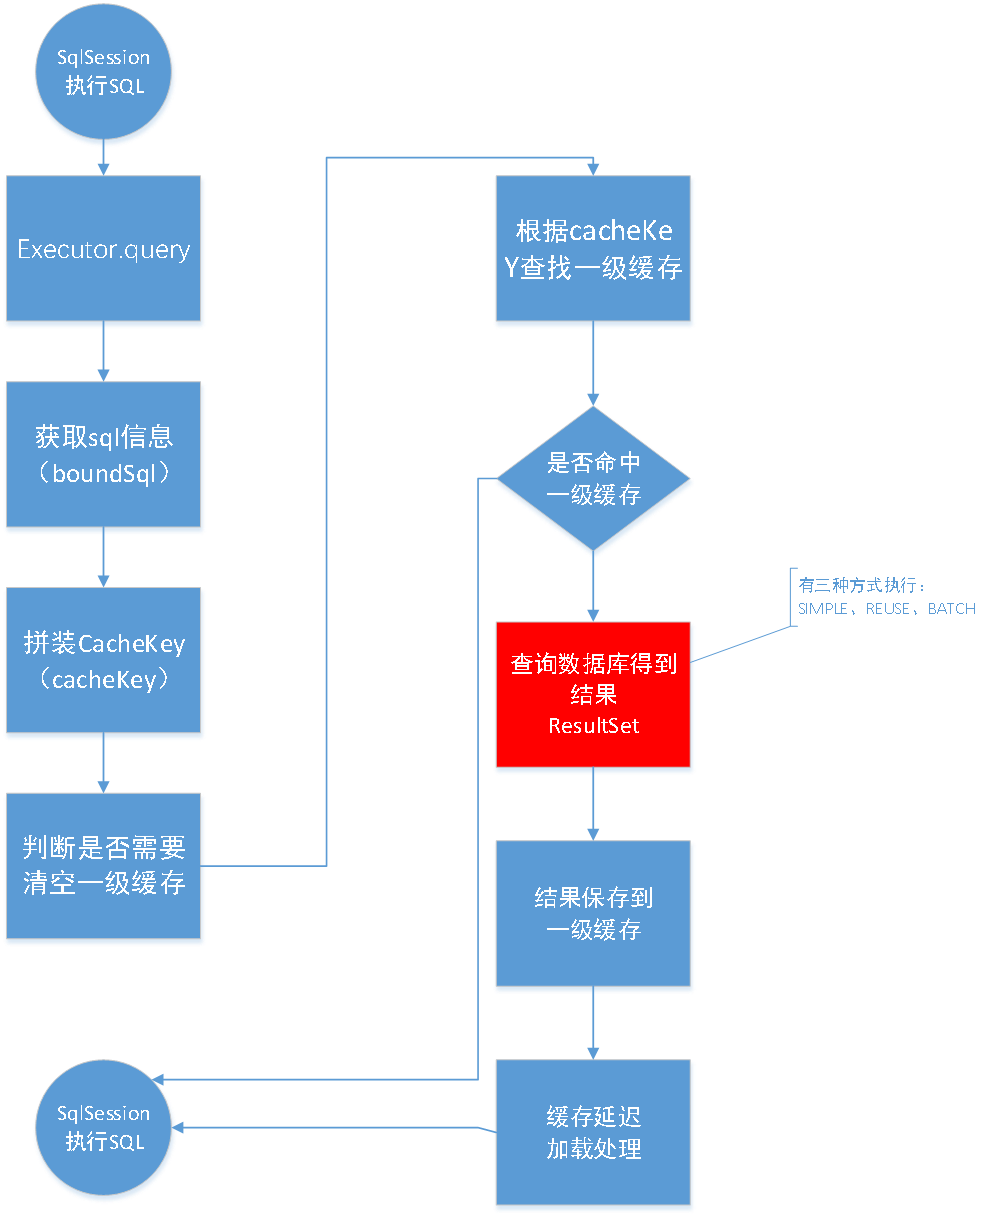 SqlSession
执行SQL
Executor.query
获取sql信息
（boundSql）
拼装CacheKey
（cacheKey）
判断是否需要
清空一级缓存
根据cacheKe
Y查找一级缓存
是否命中
一级缓存
有三种方式执行：
SIMPLE、REUSE、BATCH
查询数据库得到
结果
ResultSet
结果保存到
一级缓存
缓存延迟
加载处理
SqlSession
执行SQL